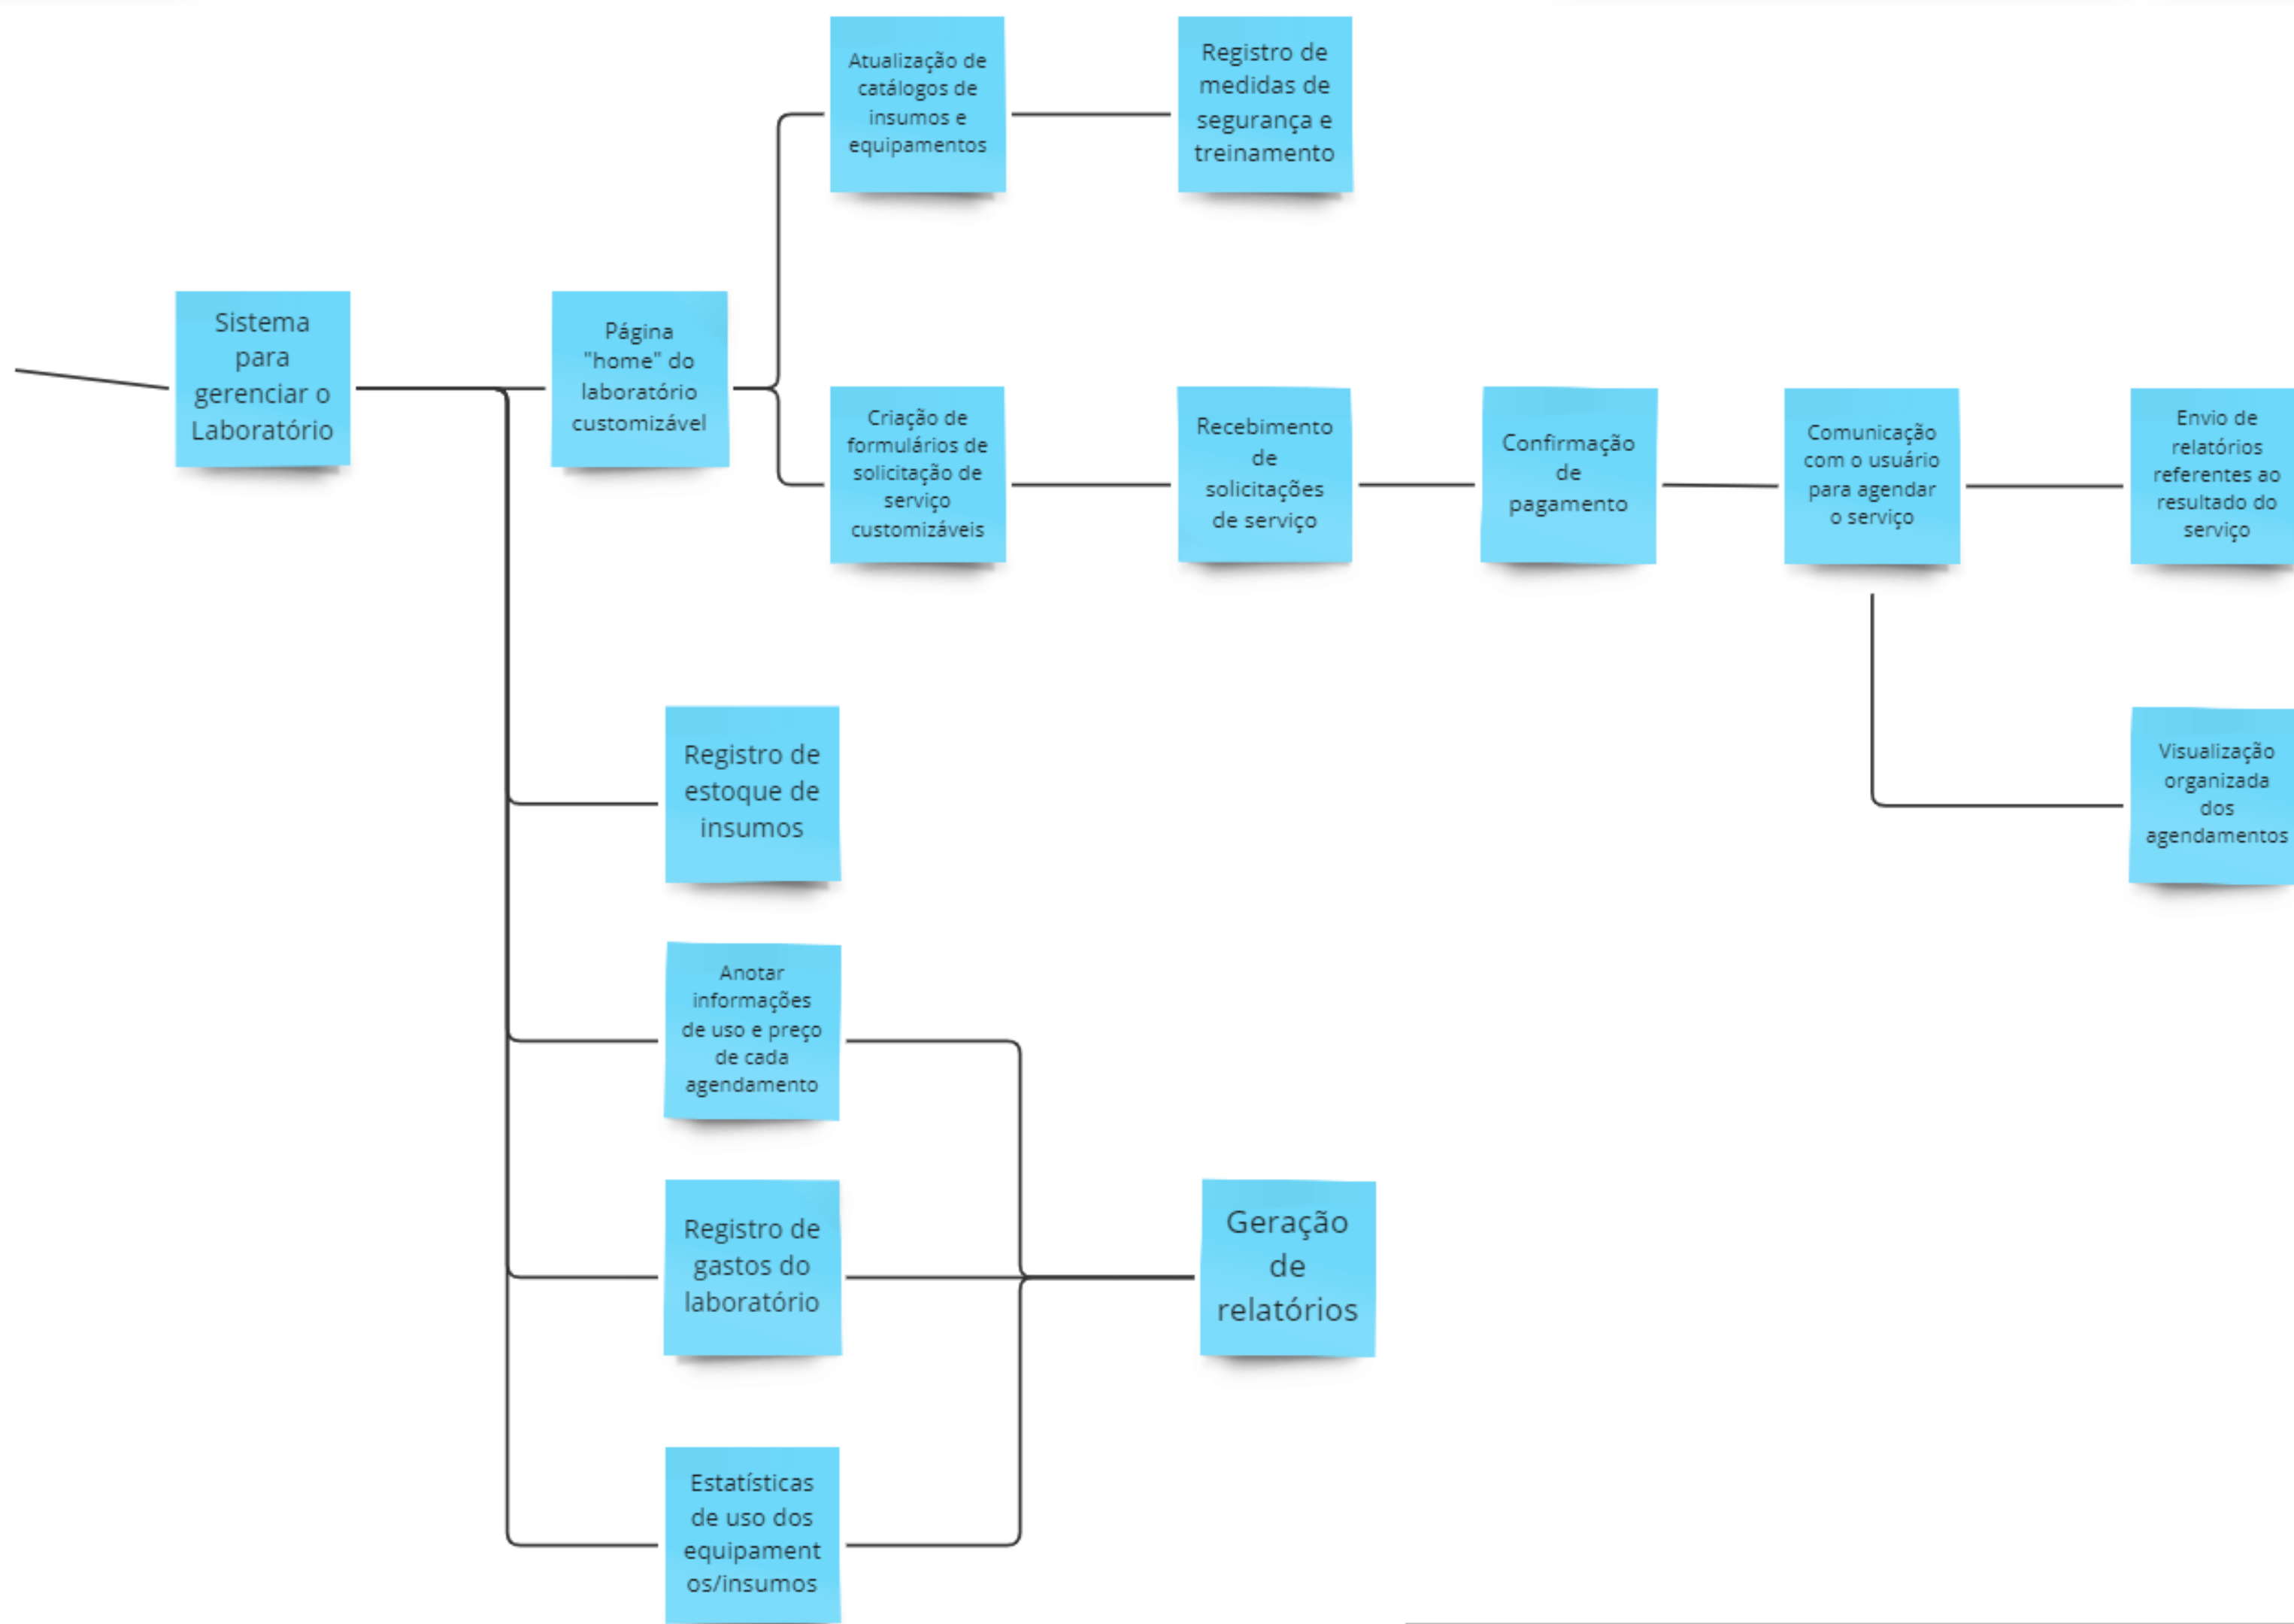 Atualização de
catálogos de
insumos e
equipamentos
Registro de
medidas de
segurança e
treinamento
Sistema
para
gerenciar o
Laboratório
Página
"home" do
laboratório
customizável
Criação de
formulários de
solicitação de
serviço
customizáveis
Recebimento
de
solicitações
de serviço
Confirmação
de
pagamento
Comunicação
com o usuário
para agendar
o serviço
Envio de
relatórios
referentes ao
resultado do
serviço
Registro de
estoque de
insumos
Visualização
organizada
dos
agendamentos
Anotar
informações
de uso e preço
de cada
agendamento
Registro de
gastos do
laboratório
Geração
de
relatórios
Estatísticas
de uso dos
equipament
os/insumos